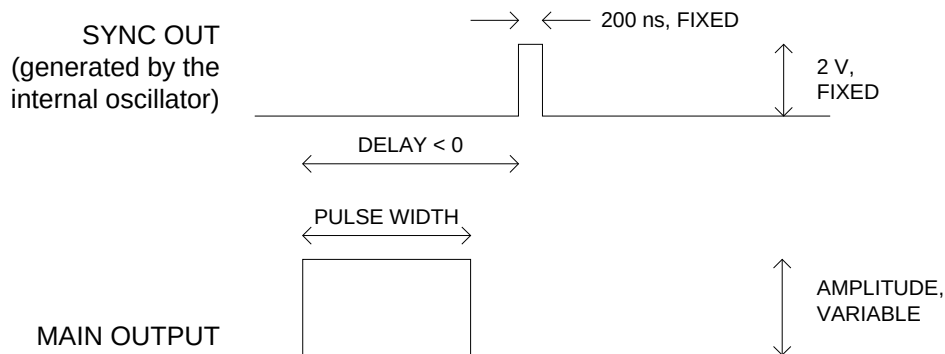 200 ns, FIXED
SYNC OUT
(generated by the
internal oscillator)
2 V,
FIXED
DELAY < 0
PULSE WIDTH
AMPLITUDE,
VARIABLE
MAIN OUTPUT